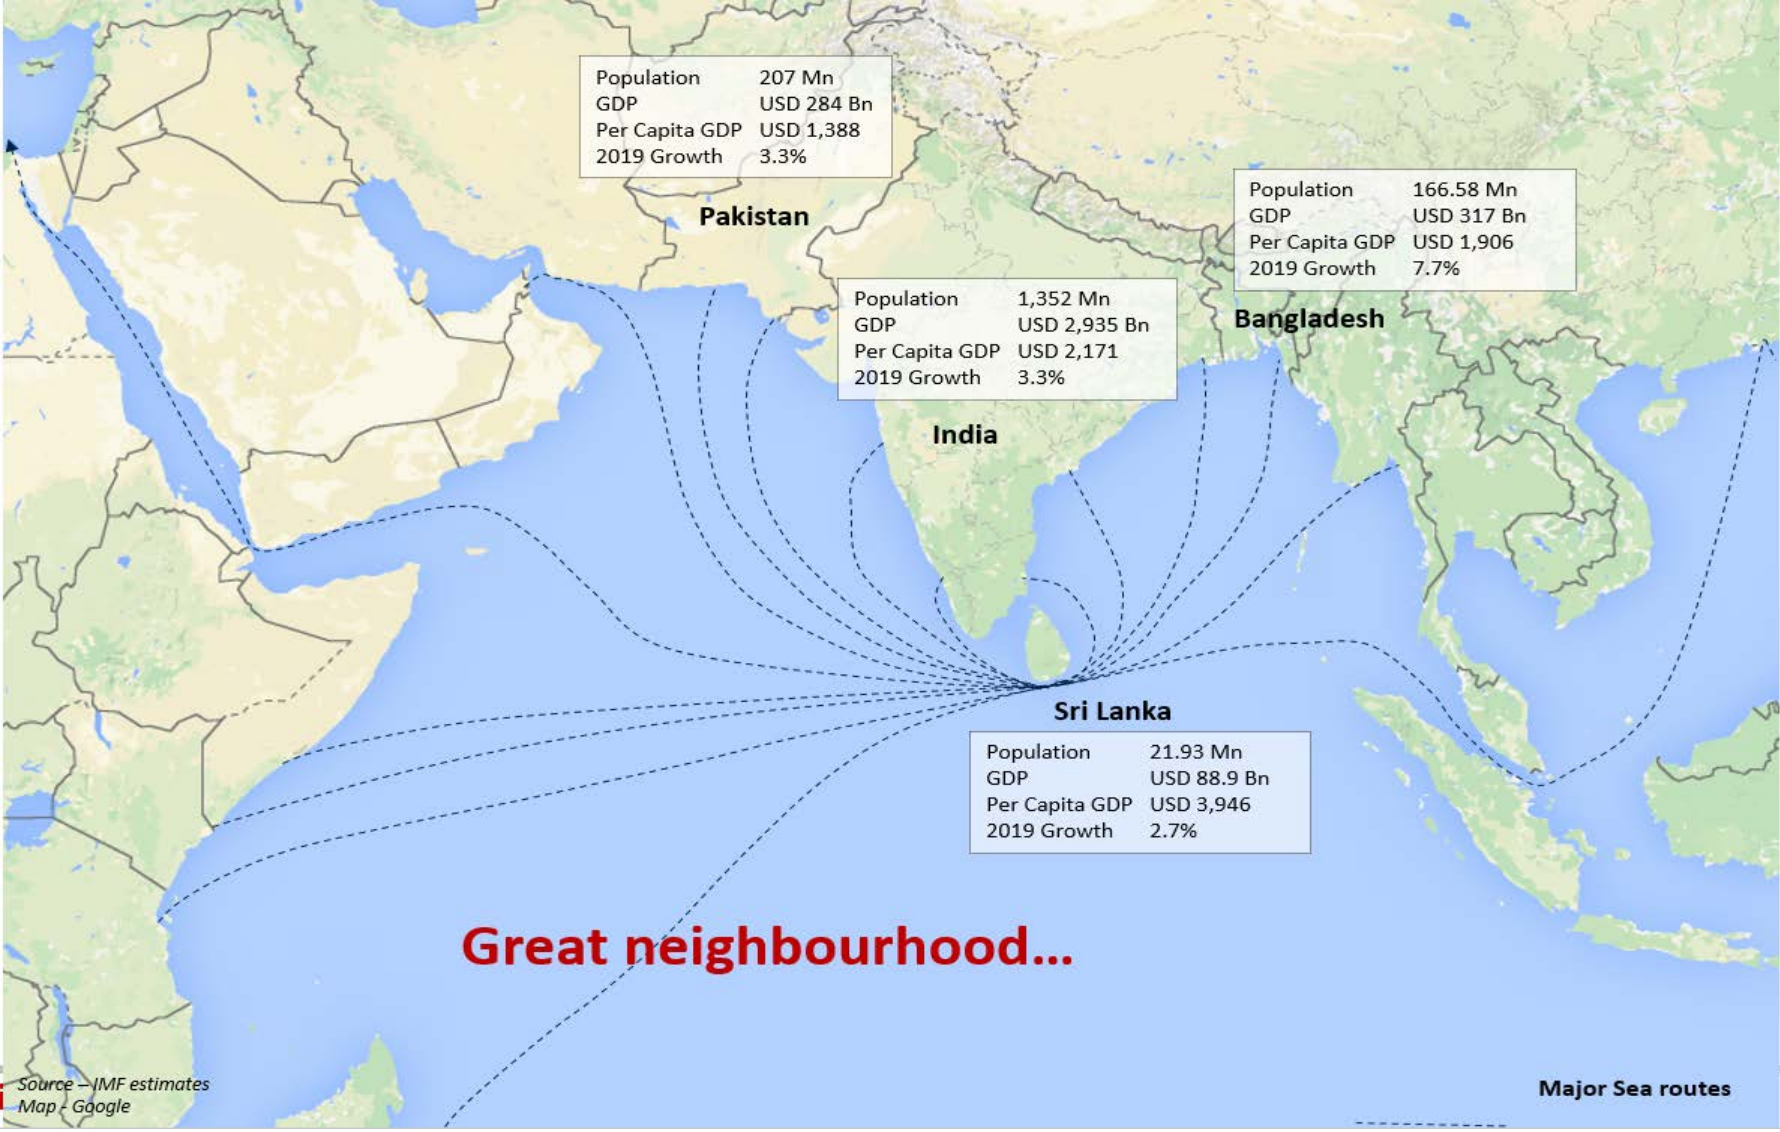 Population 207 Mn
GDP USD 284 Bn
Per Capita GDP USD 1,388
2019 Growth 3.3%
Pakistan
Population 166.58 Mn
GDP USD 317 Bn
Per Capita GDP USD 1,906
2019 Growth 7.7%
Bangladesh
Population 1,352 Mn
GDP USD 2,935 Bn
Per Capita GDP USD 2,171
2019 Growth 3.3%
India
Sri Lanka
Population 21.93 Mn
GDP USD 88.9 Bn
Per Capita GDP USD 3,946
2019 Growth 2.7%
Great neighbourhood...
Source – IMF estimates
Map - Google
Major Sea routes